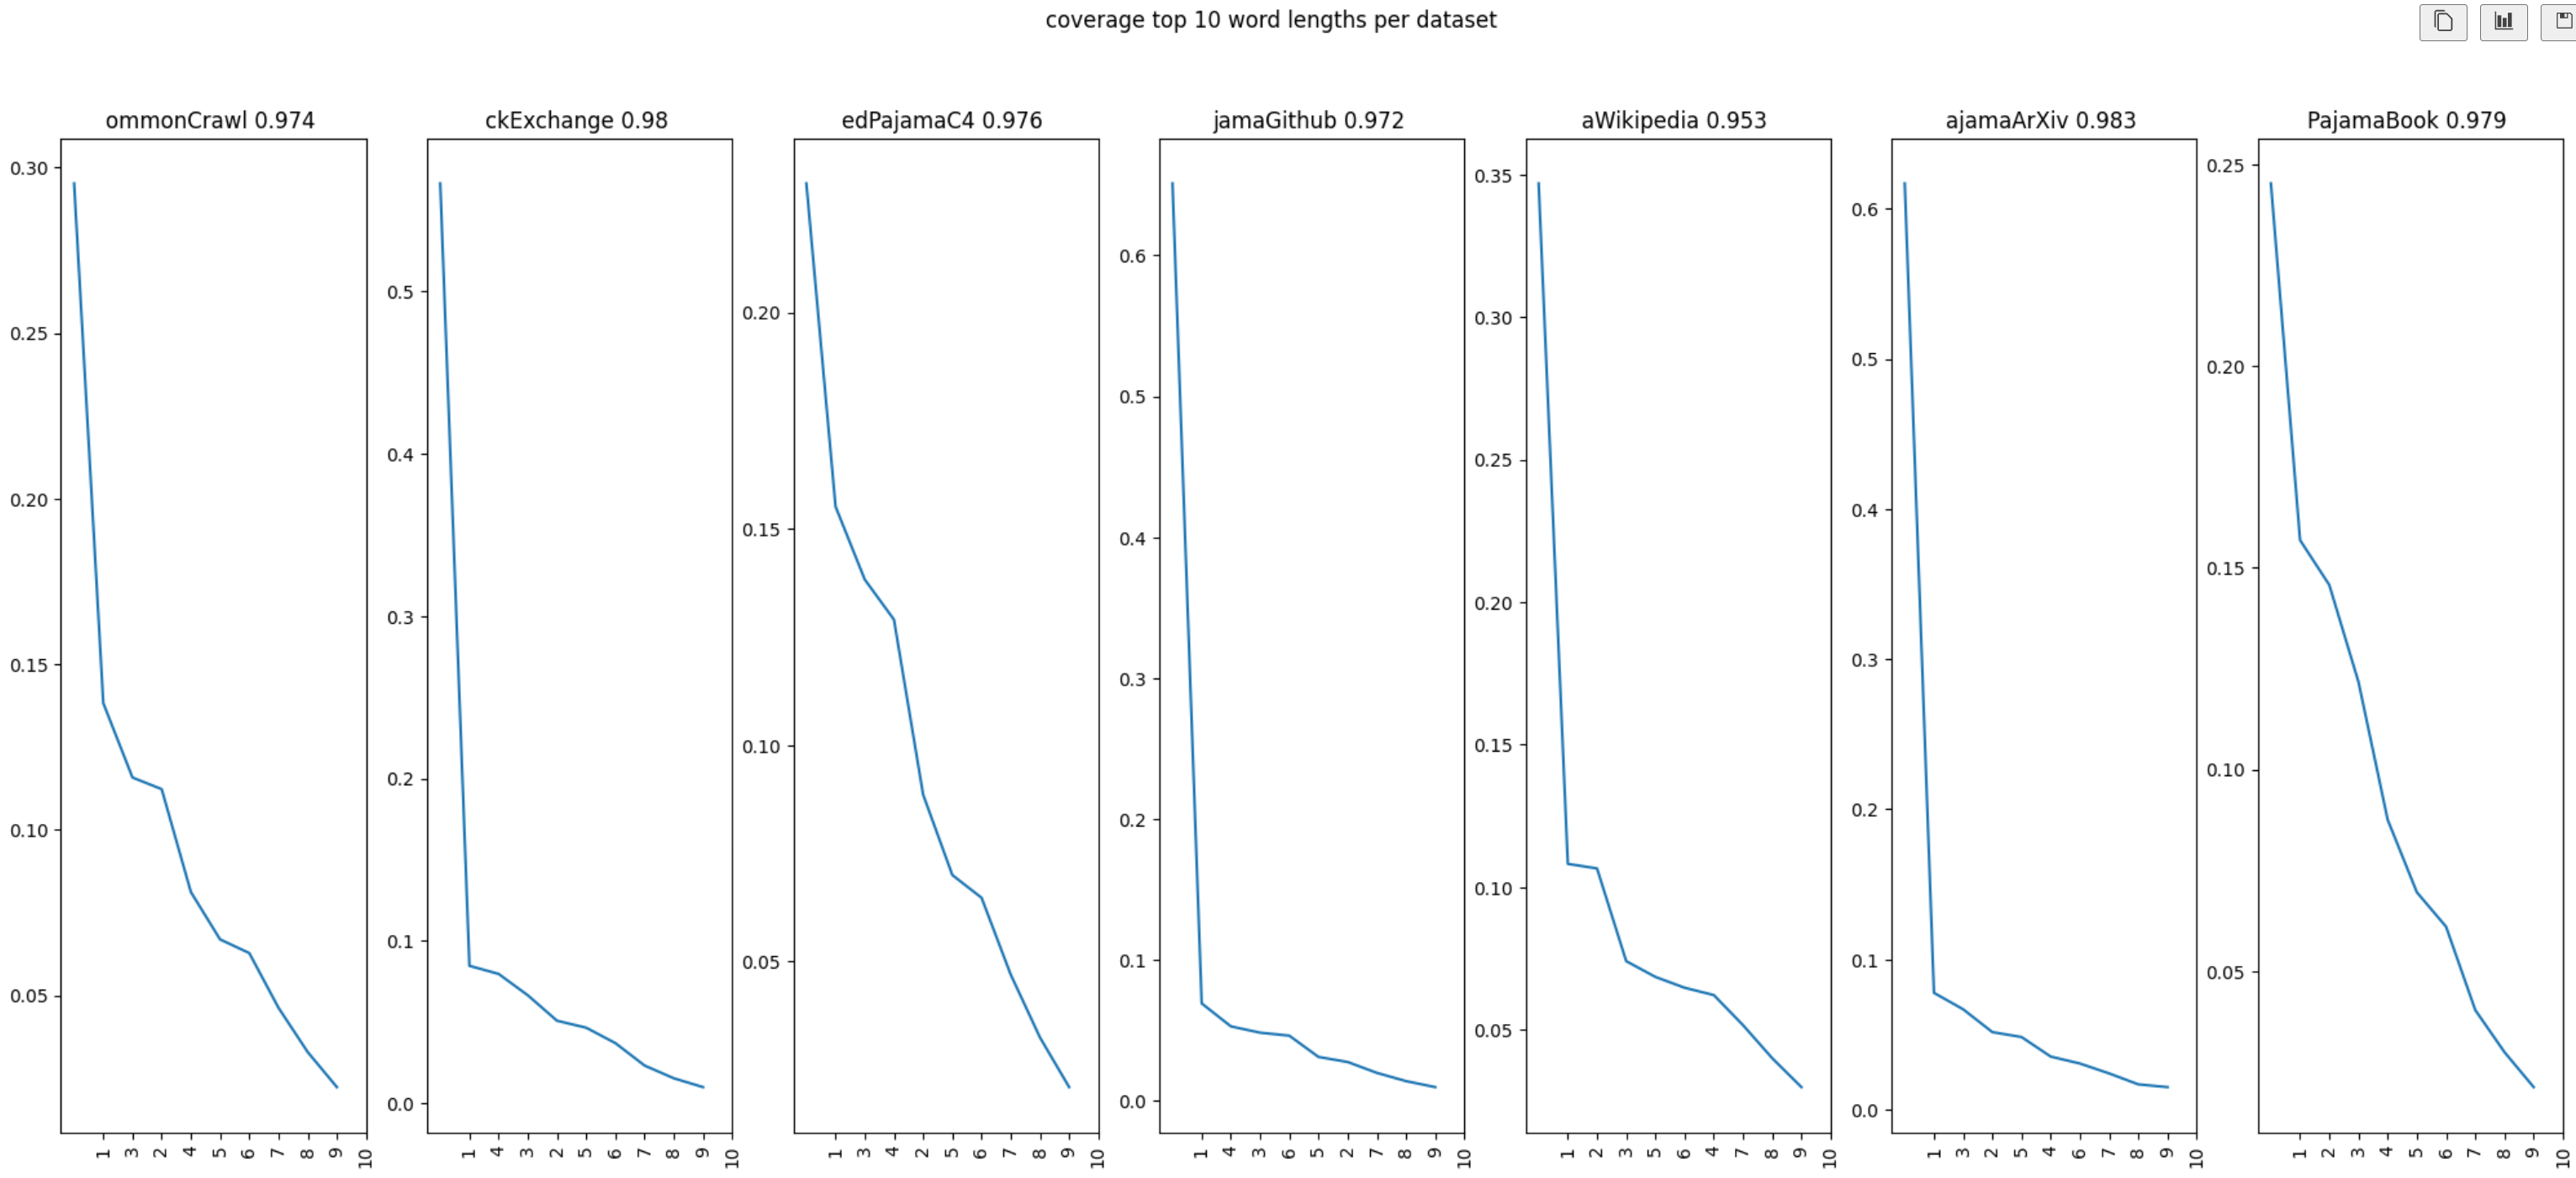 coverage top 10 word lengths per dataset
ommonCrawl 0.974
0.30
0.25
0.20
0.15
0.10
0.05
1 3 2 4 5 6 7 8 9 10
ckExchange 0.98
0.5
0.4
0.3
0.2
0.1
0.0
1 4 3 2 5 6 7 8 9 10
edPajamaC4 0.976
0.20
0.15
0.10
0.05
1 3 4 2 5 6 7 8 9 10
jamaGithub 0.972
0.6
0.5
0.4
0.3
0.2
0.1
0.0
1 4 3 6 5 2 7 8 9 10
aWikipedia 0.953
0.35
0.30
0.25
0.20
0.15
0.10
0.05
1 2 3 5 6 4 7 8 9 10
ajamaArXiv 0.983
0.6
0.5
0.4
0.3
0.2
0.1
0.0
1 3 2 5 4 6 7 8 9 10
PajamaBook 0.979
0.25
0.20
0.15
0.10
0.05
1 2 3 4 5 6 7 8 9 10